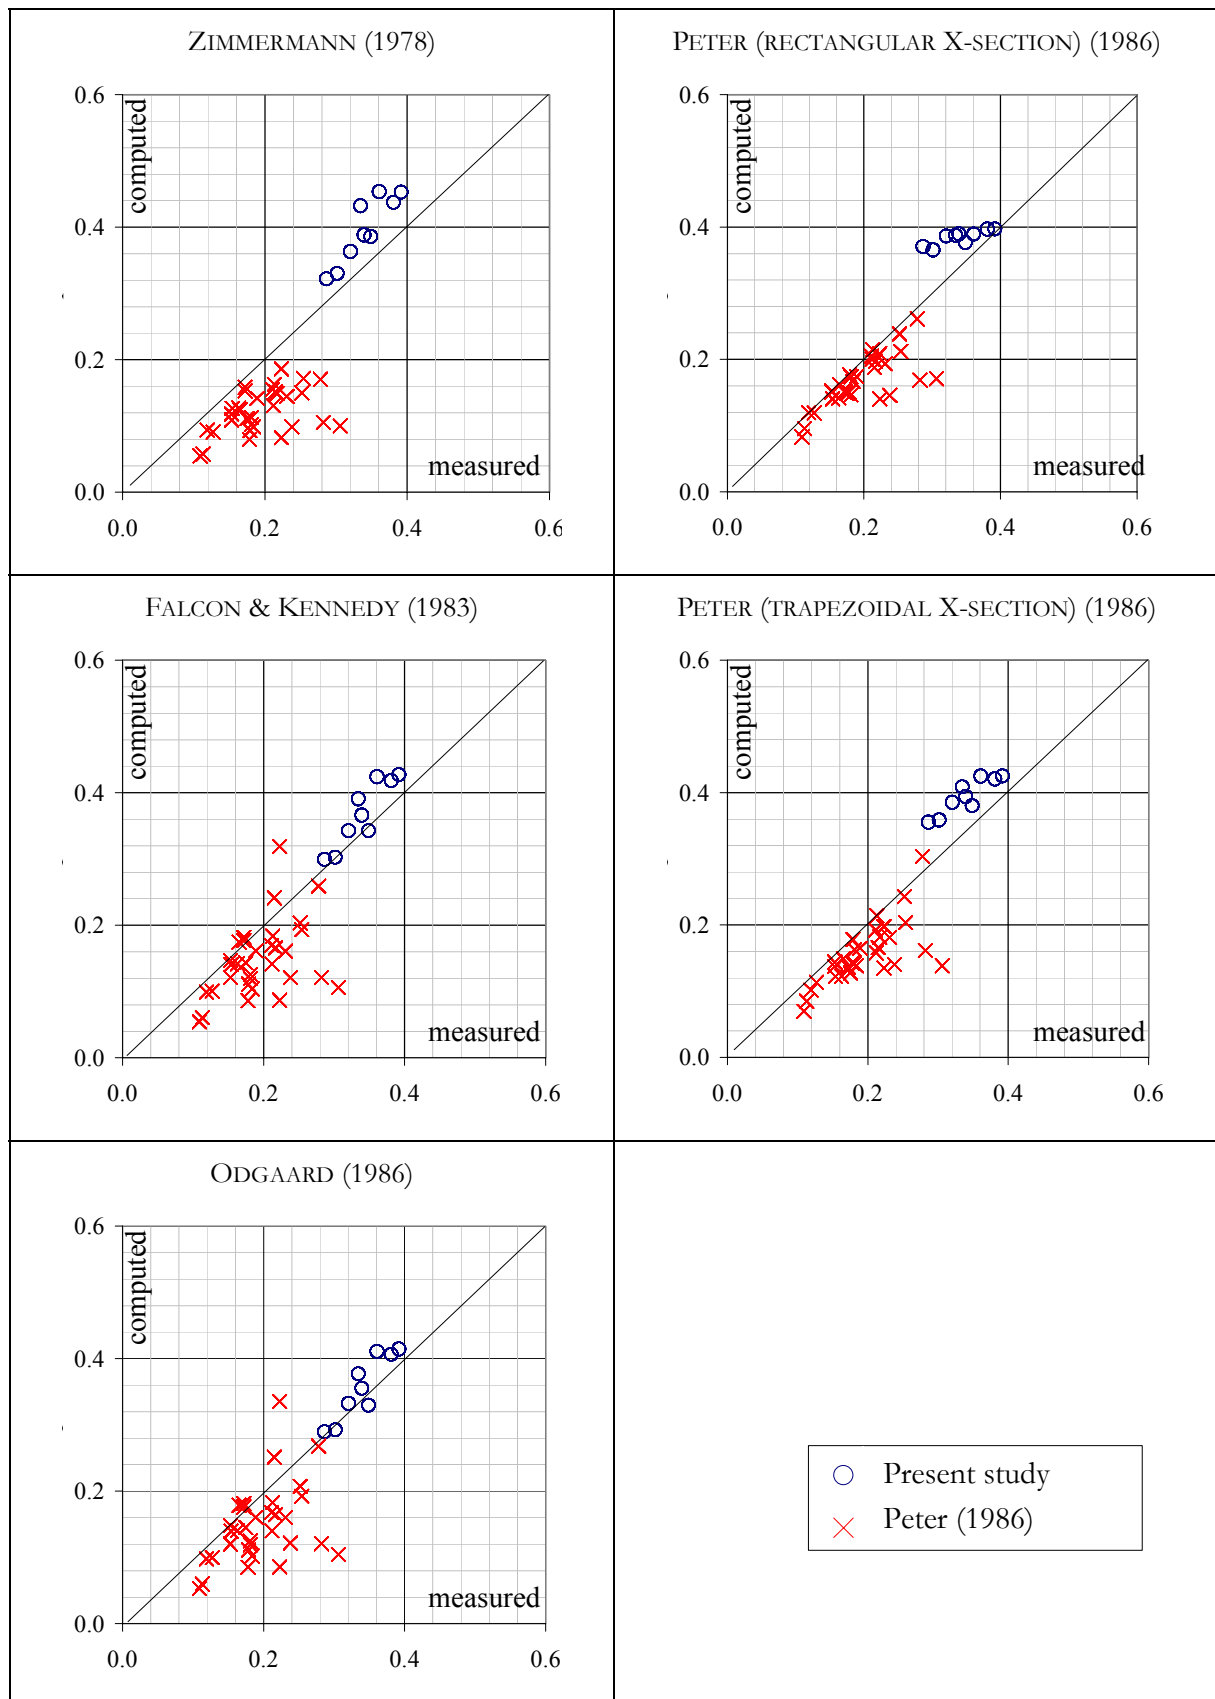 ZIMMERMANN (1978)
0.6
computed
0.4
0.2
measured
0.0
0.0 0.2 0.4 0.6
PETER (RECTANGULAR X-SECTION) (1986)
0.6
computed
0.4
0.2
measured
0.0
0.0 0.2 0.4 0.6
FALCON & KENNEDY (1983)
0.6
computed
0.4
0.2
measured
0.0
0.0 0.2 0.4 0.6
PETER (TRAPEZOIDAL X-SECTION) (1986)
0.6
computed
0.4
0.2
measured
0.0
0.0 0.2 0.4 0.6
ODGAARD (1986)
0.6
computed
0.4
0.2
measured
0.0
0.0 0.2 0.4 0.6
Present study
Peter (1986)